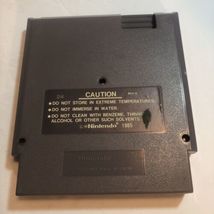 CAUTION
•DO NOT STORE IN EXTREME TEMPERATURES.
•DO NOT IMMERSE IN WATER.
•DO NOT CLEAN WITH BENZENE, THINNER,
ALCOHOL OR OTHER SUCH SOLVENTS.
©Nintendo 1985
Nintendo